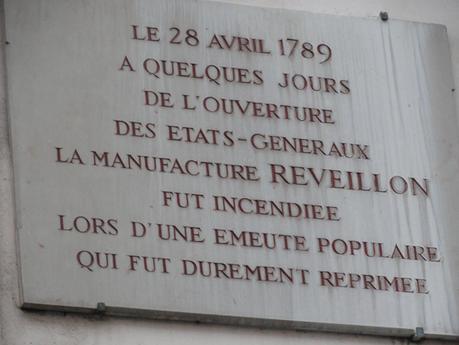 LE 28 AVRIL 1789
A QUELQUES JOURS
DE L'OUVERTURE
DES ETATS-GENERAUX
LA MANUFACTURE REVEILLON
FUT INCENDIEE
LORS D'UNE EMEUTE POPULAIRE
QUI FUT DUREMENT REPRIMEE